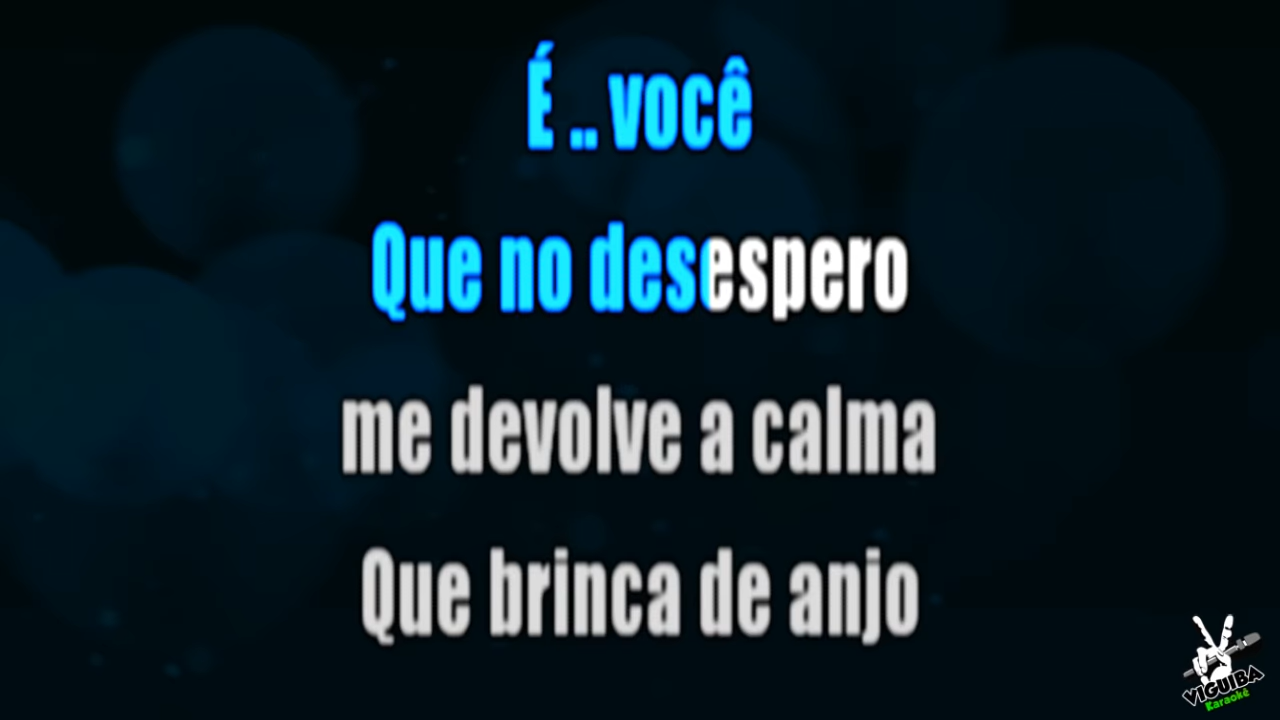 É .. você
Que no desespero
me devolve a calma
Que brinca de anjo
VIGUIBA
Karaokê